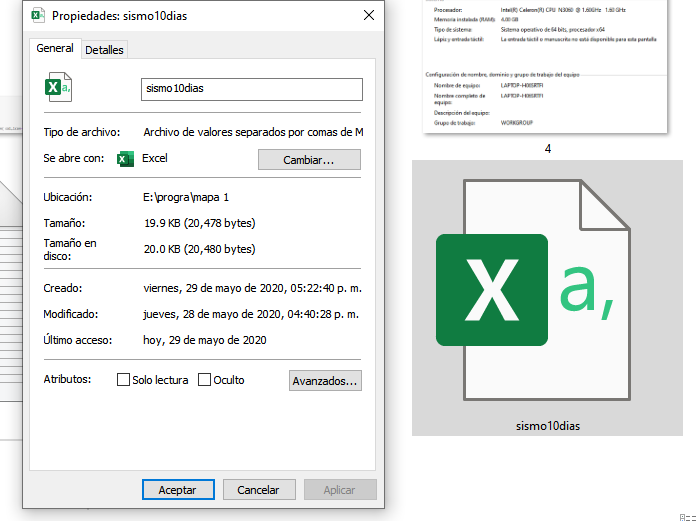 Propiedades: sismo10dias
General
Detalles
sismo10dias
Tipo de archivo: Archivo de valores separados por comas de M
Se abre con: Excel
Cambiar...
Ubicación: E:\progra\mapa 1
Tamaño: 19.9 KB (20,478 bytes)
Tamaño en
disco: 20.0 KB (20,480 bytes)
Creado: viernes, 29 de mayo de 2020, 05:22:40 p. m.
Modificado: jueves, 28 de mayo de 2020, 04:40:28 p. m.
Último acceso: hoy, 29 de mayo de 2020
Atributos: Solo lectura Oculto Avanzados...
Aceptar Cancelar Aplicar
Procesador: Intel(R) Celeron(R) CPU N3060 @ 1.60GHz 1.60 GHz
Memoria instalada (RAM): 4.00 GB
Tipo de sistema: Sistema operativo de 64 bits, procesador x64
Lápiz y entrada táctil: La entrada táctil o manuscrita no está disponible para esta pantalla
Configuración de nombre, dominio y grupo de trabajo del equipo
Nombre de equipo:
Nombre completo de
equipo:
Descripción del equipo:
Grupo de trabajo: WORKGROUP
4
X a,
sismo10dias